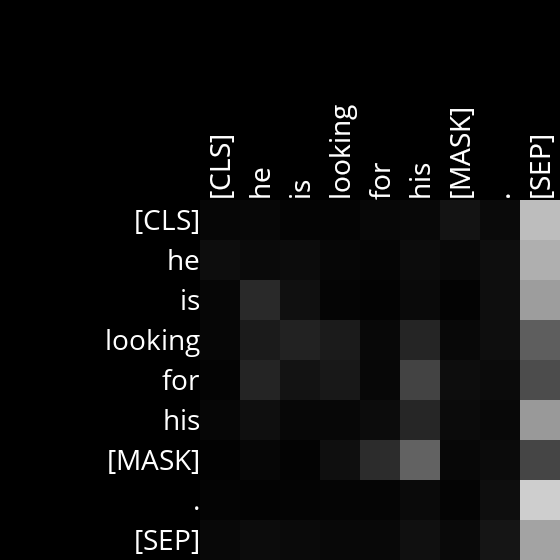 [CLS] he is looking for his [MASK] . [SEP]
[CLS]
he
is
looking
for
his
[MASK]
.
[SEP]